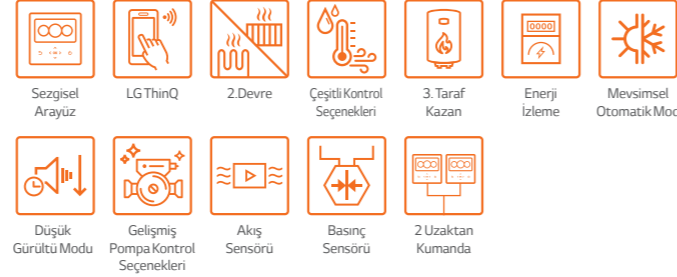 Sezgisel
Arayüz
LG ThinQ
2.Devre
Çeşitli Kontrol
Seçenekleri
3. Taraf
Kazan
Enerji
İzleme
Mevsimsel
Otomatik Mod
Düşük
Gürültü Modu
Gelişmiş
Pompa Kontrol
Seçenekleri
Akış
Sensörü
Basınç
Sensörü
2 Uzaktan
Kumanda